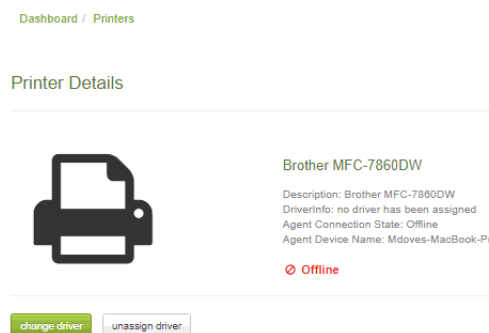 Dashboard / Printers
Printer Details
Brother MFC-7860DW
Description: Brother MFC-7860DW
DriverInfo: no driver has been assigned
Agent Connection State: Offline
Agent Device Name: Mdoves-MacBook-Pr
Offline
change driver unassign driver